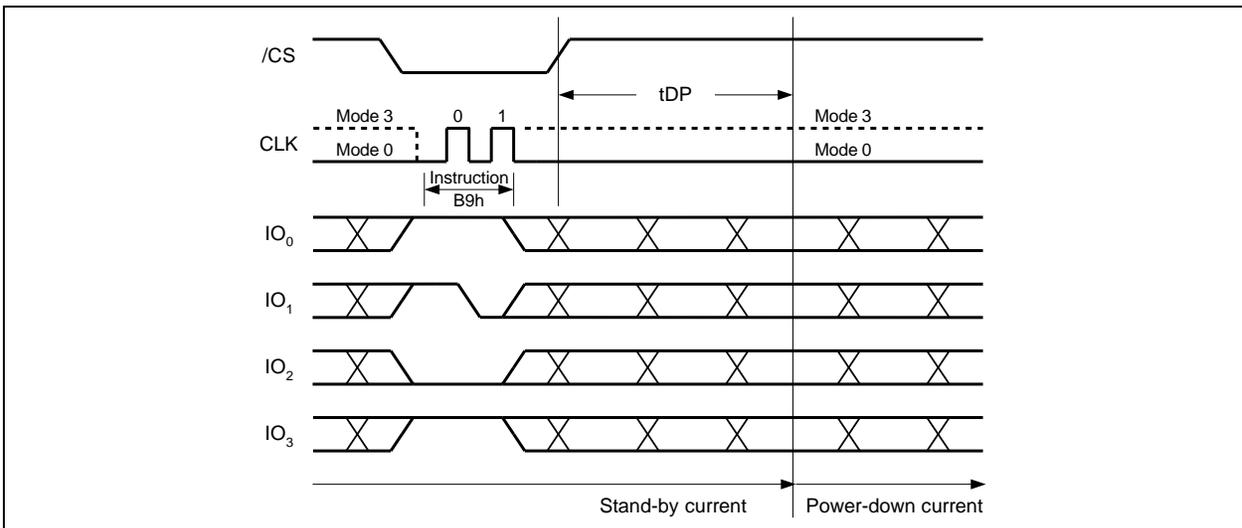 /CS
tDP
Mode 3 0 1 Mode 3
CLK
Mode 0 Mode 0
Instruction
B9h
IO0
IO1
IO2
IO3
Stand-by current Power-down current